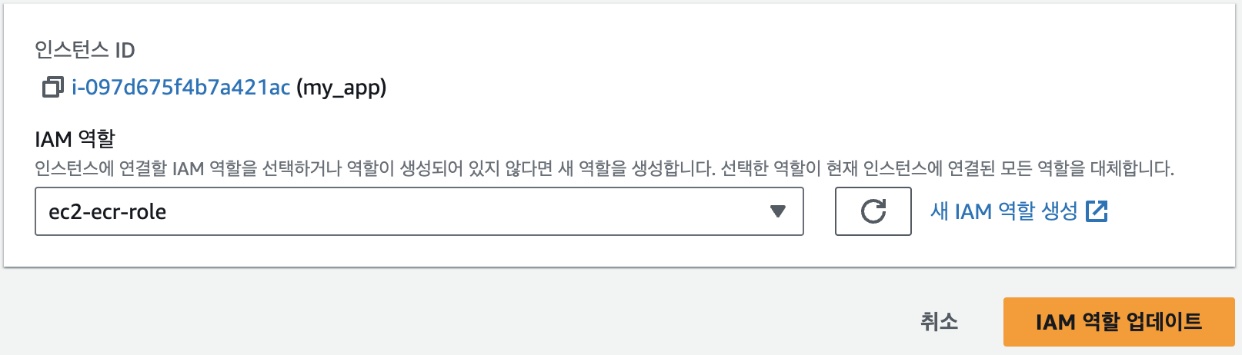 인스턴스 ID
i-097d675f4b7a421ac (my_app)
IAM 역할
인스턴스에 연결할 IAM 역할을 선택하거나 역할이 생성되어 있지 않다면 새 역할을 생성합니다. 선택한 역할이 현재 인스턴스에 연결된 모든 역할을 대체합니다.
ec2-ecr-role
새 IAM 역할 생성
취소
IAM 역할 업데이트